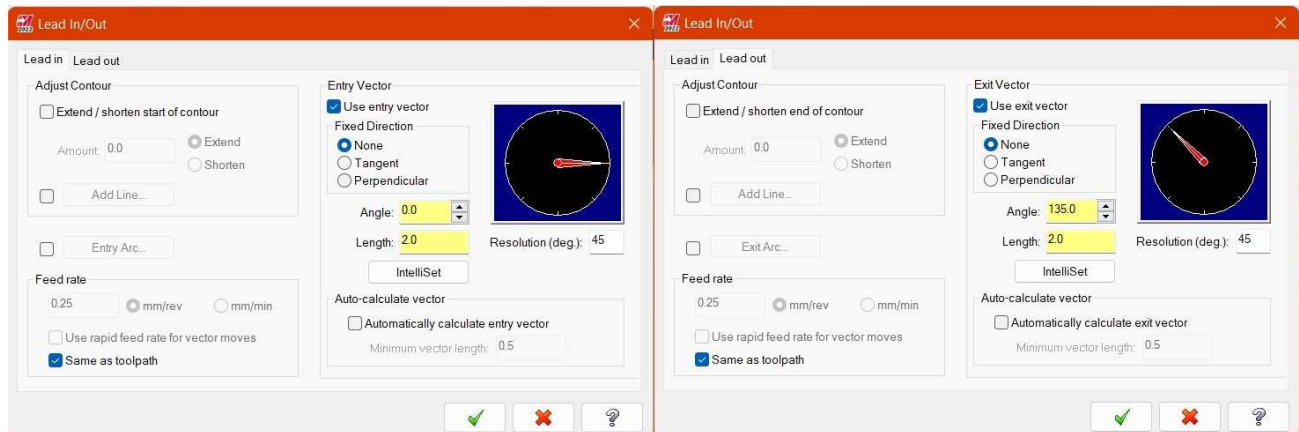 Lead In/Out
Lead in Lead out
Adjust Contour
Extend / shorten start of contour
Amount: 0.0
Extend
Shorten
Add Line...
Entry Arc...
Feed rate
0.25 mm/rev mm/min
Use rapid feed rate for vector moves
Same as toolpath
Entry Vector
Use entry vector
Fixed Direction
None
Tangent
Perpendicular
Angle: 0.0
Length: 2.0 Resolution (deg.): 45
IntelliSet
Auto-calculate vector
Automatically calculate entry vector
Minimum vector length: 0.5
Lead In/Out
Lead in Lead out
Adjust Contour
Extend / shorten end of contour
Amount: 0.0
Extend
Shorten
Add Line...
Exit Arc...
Feed rate
0.25 mm/rev mm/min
Use rapid feed rate for vector moves
Same as toolpath
Exit Vector
Use exit vector
Fixed Direction
None
Tangent
Perpendicular
Angle: 135.0
Length: 2.0 Resolution (deg.): 45
IntelliSet
Auto-calculate vector
Automatically calculate exit vector
Minimum vector length: 0.5